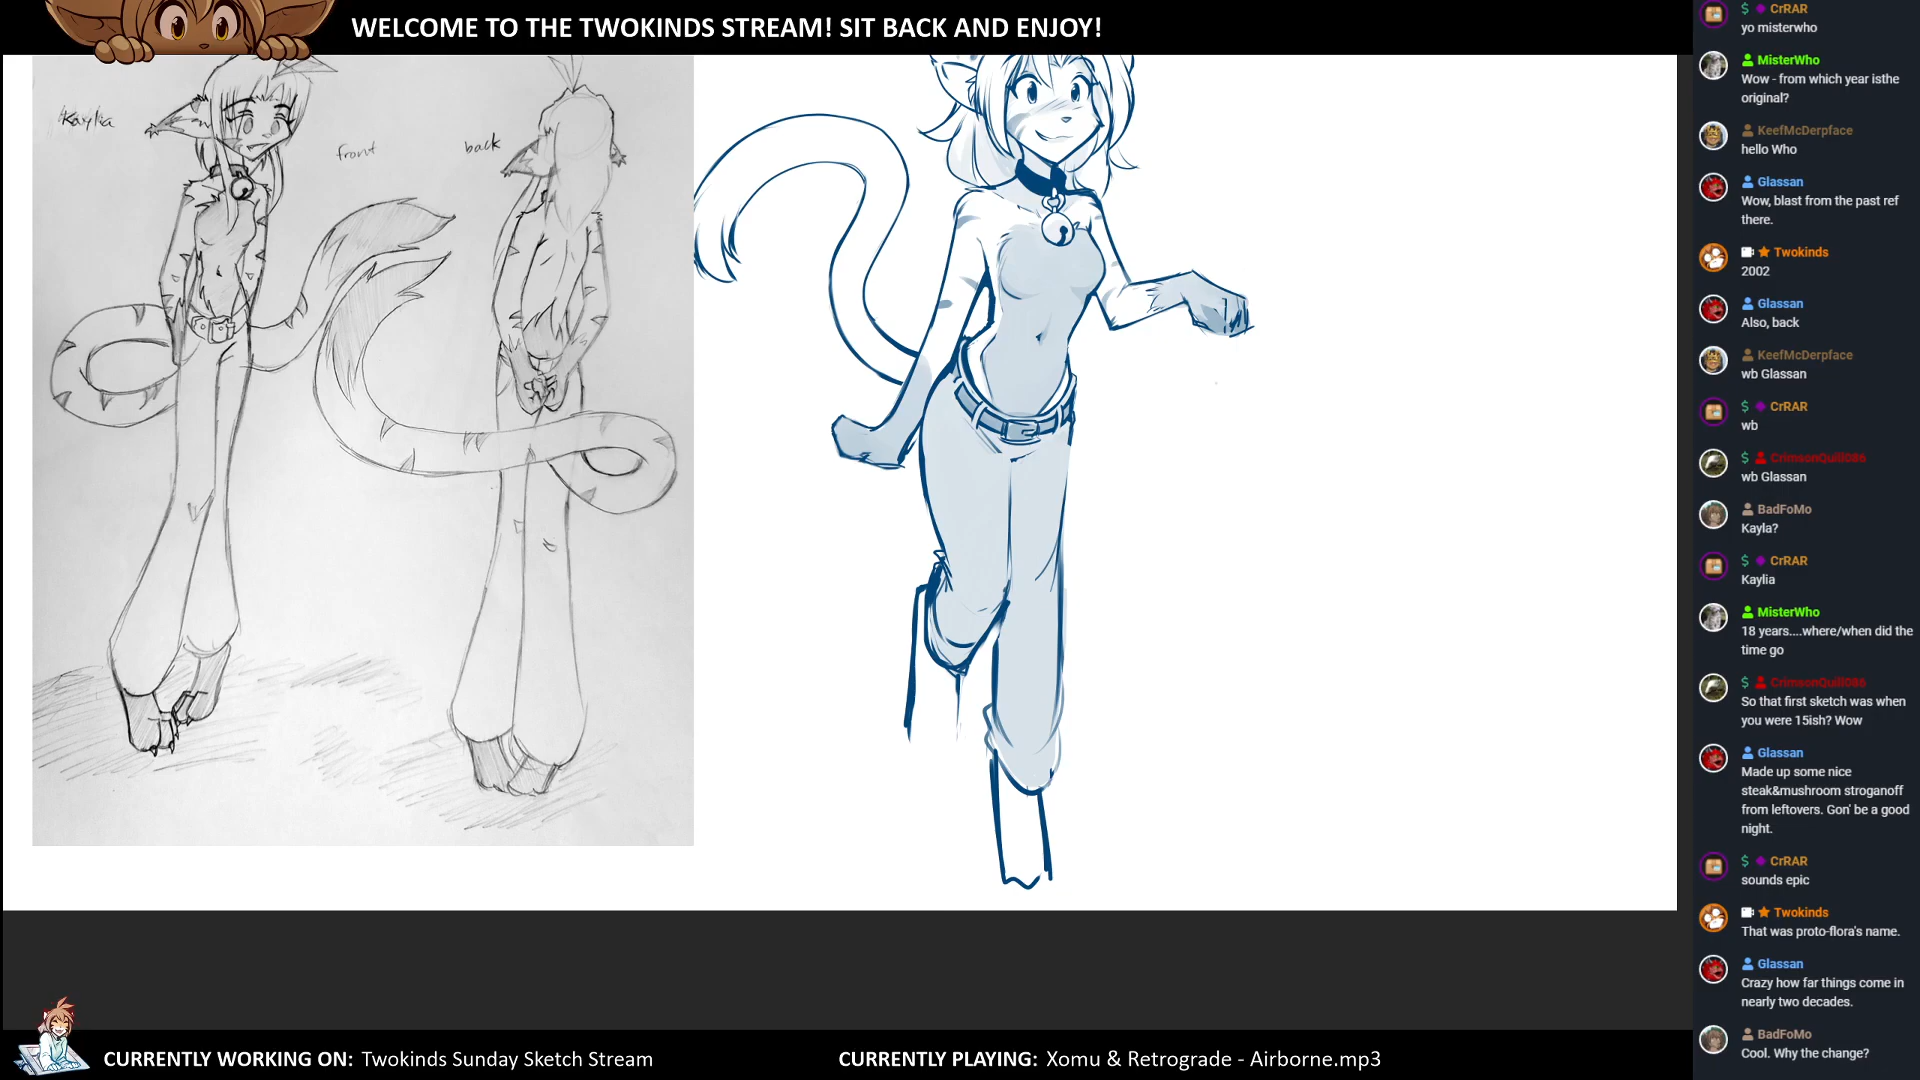 WELCOME TO THE TWOKINDS STREAM! SIT BACK AND ENJOY!
Kaylia
front
back
CrRAR
yo misterwho
MisterWho
Wow - from which year isthe
original?
KeefMcDerpface
hello Who
Glassan
Wow, blast from the past ref
there.
Twokinds
2002
Glassan
Also, back
KeefMcDerpface
wb Glassan
CrRAR
wb
CrimsonQuill086
wb Glassan
BadFoMo
Kayla?
CrRAR
Kaylia
MisterWho
18 years....where/when did the
time go
CrimsonQuill086
So that first sketch was when
you were 15ish? Wow
Glassan
Made up some nice
steak&mushroom stroganoff
from leftovers. Gon' be a good
night.
CrRAR
sounds epic
Twokinds
That was proto-flora's name.
Glassan
Crazy how far things come in
nearly two decades.
BadFoMo
Cool. Why the change?
CURRENTLY WORKING ON: Twokinds Sunday Sketch Stream
CURRENTLY PLAYING: Xomu & Retrograde - Airborne.mp3